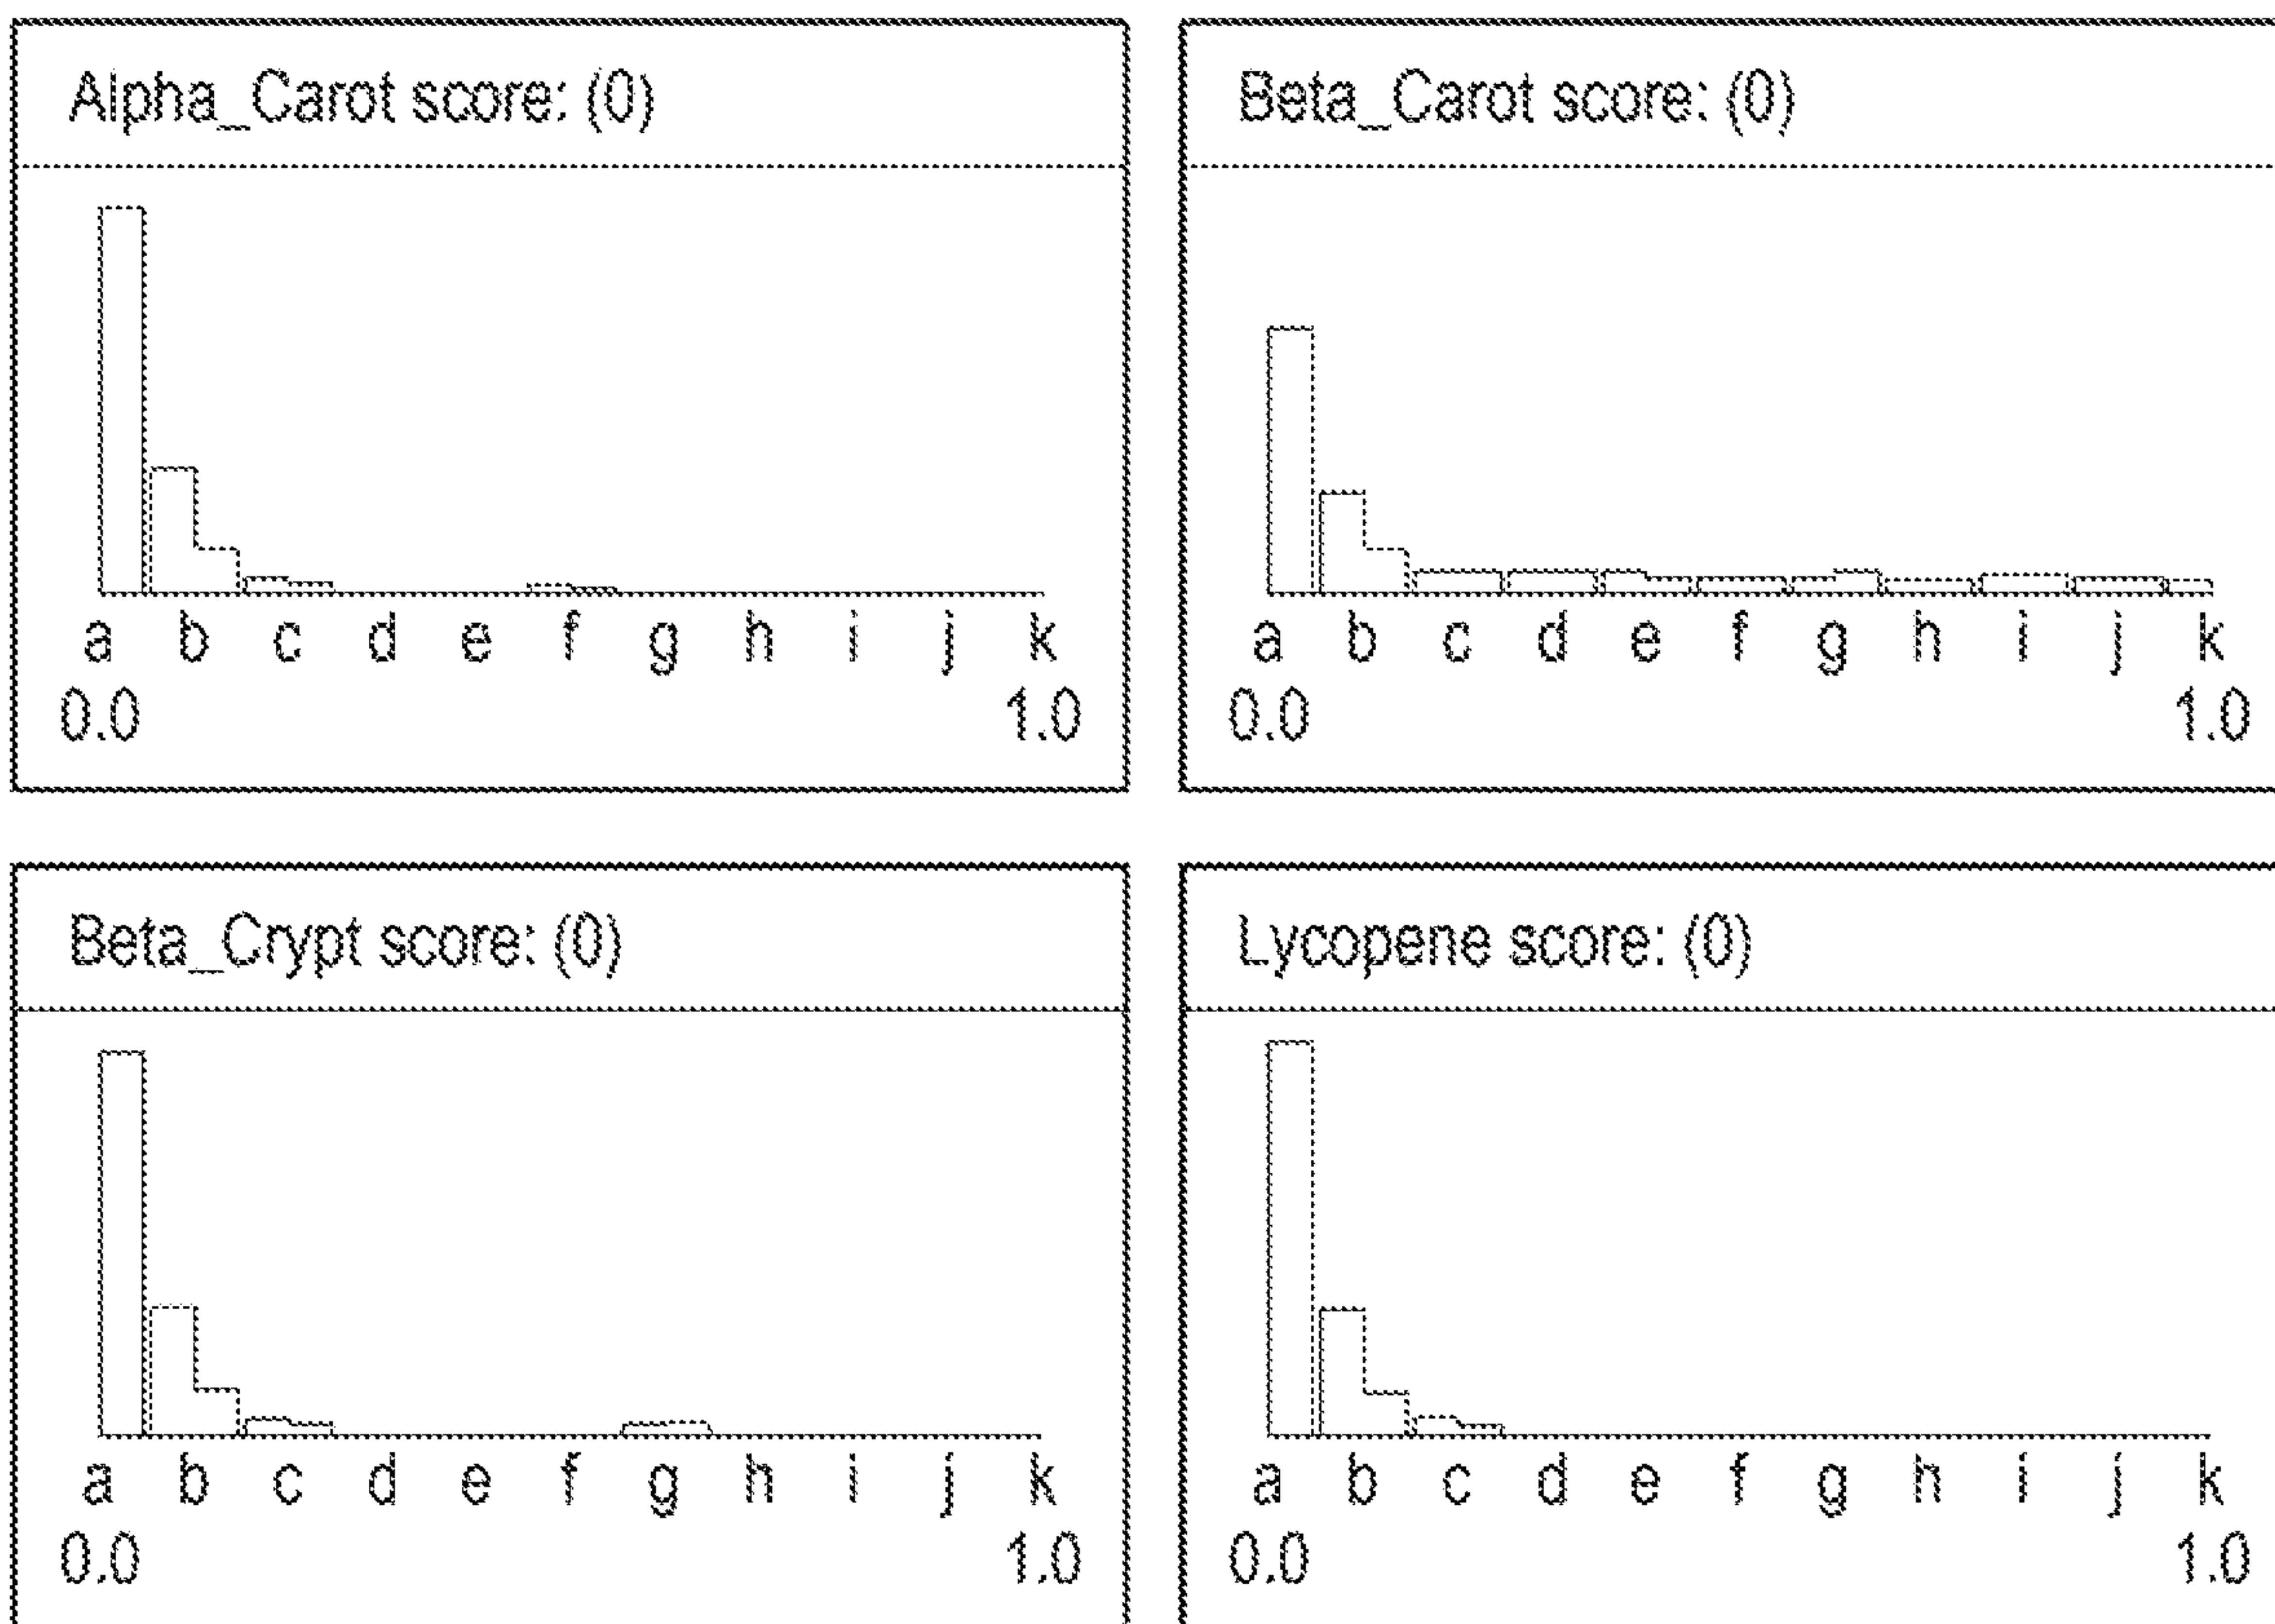 Alpha_Carot score: (0)
a b c d e f g h i j k
0.0 1.0
Beta_Carot score: (0)
a b c d e f g h i j k
0.0 1.0
Beta_Crypt score: (0)
a b c d e f g h i j k
0.0 1.0
Lycopene score: (0)
a b c d e f g h i j k
0.0 1.0